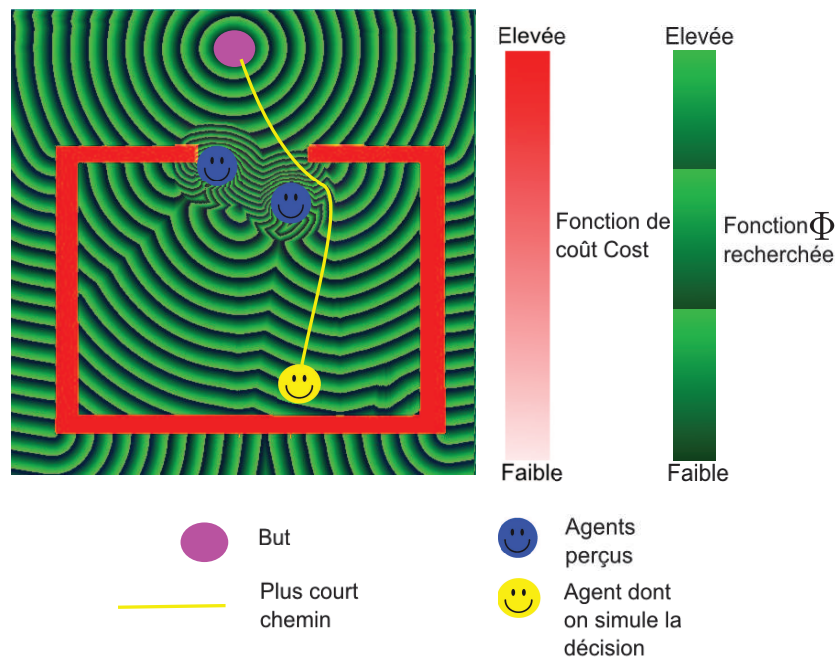 Elevée
Elevée
Fonction de
coût Cost
Fonction Φ
recherchée
Faible
Faible
But
Agents
perçus
Plus court
chemin
Agent dont
on simule la
décision